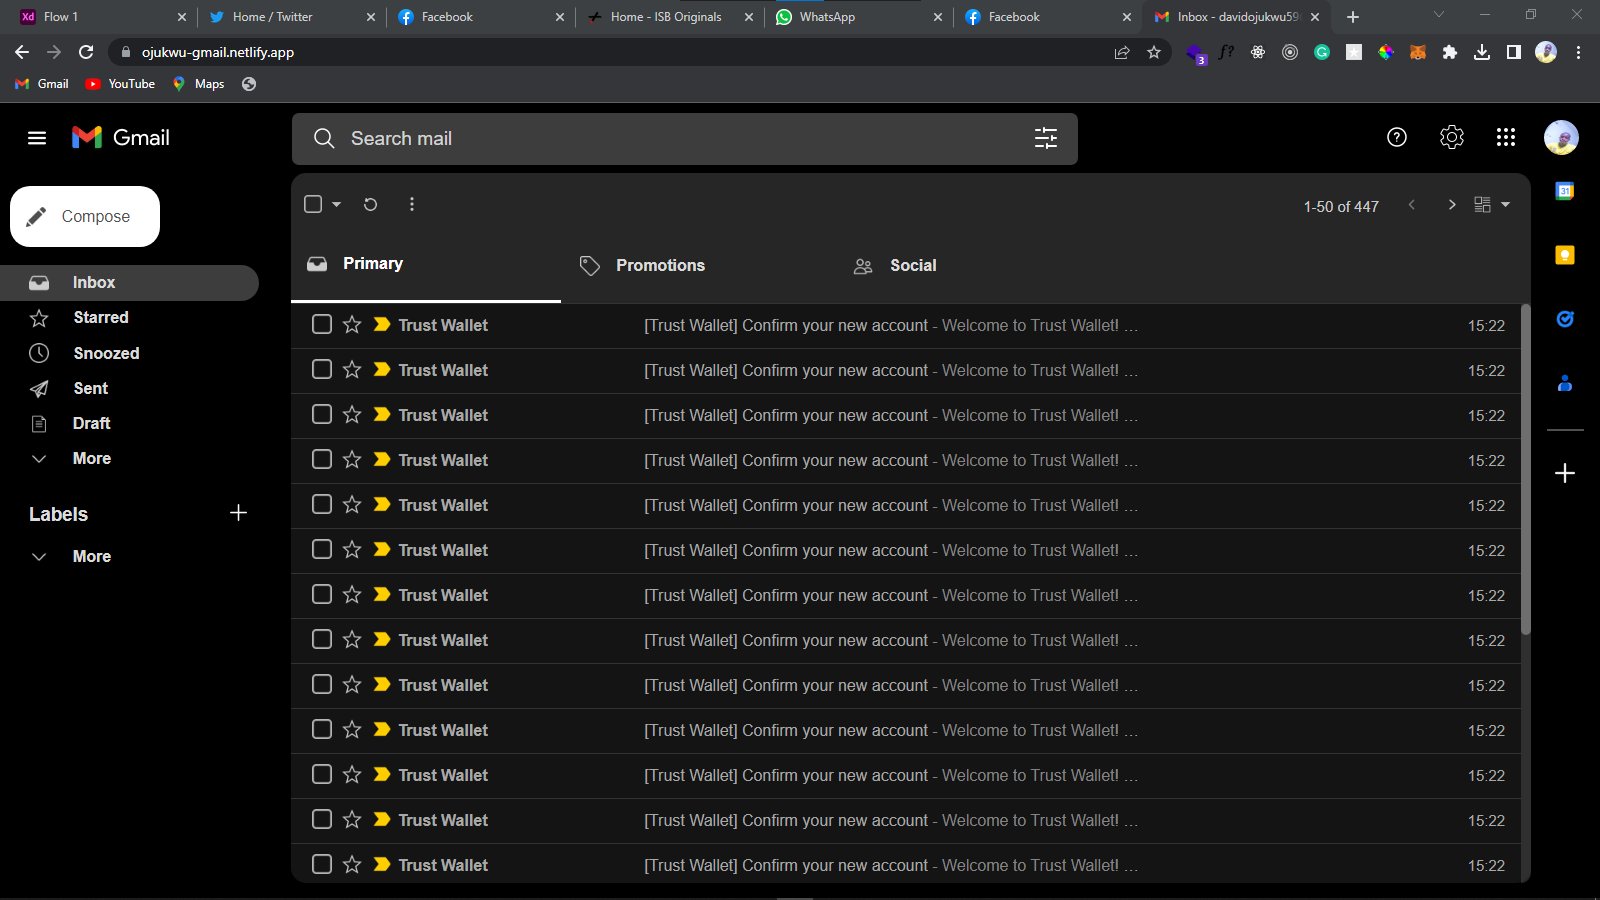 Xd Flow 1
Home / Twitter
Facebook
Home - ISB Originals
WhatsApp
Facebook
Inbox - davidojukwu59
ojukwu-gmail.netlify.app
f?
3
Gmail
YouTube
Maps
Gmail
Search mail
Compose
1-50 of 447
31
Inbox
Starred
Snoozed
Sent
Draft
More
Labels
More
Primary
Promotions
Social
Trust Wallet [Trust Wallet] Confirm your new account - Welcome to Trust Wallet! ... 15:22
Trust Wallet [Trust Wallet] Confirm your new account - Welcome to Trust Wallet! ... 15:22
Trust Wallet [Trust Wallet] Confirm your new account - Welcome to Trust Wallet! ... 15:22
Trust Wallet [Trust Wallet] Confirm your new account - Welcome to Trust Wallet! ... 15:22
Trust Wallet [Trust Wallet] Confirm your new account - Welcome to Trust Wallet! ... 15:22
Trust Wallet [Trust Wallet] Confirm your new account - Welcome to Trust Wallet! ... 15:22
Trust Wallet [Trust Wallet] Confirm your new account - Welcome to Trust Wallet! ... 15:22
Trust Wallet [Trust Wallet] Confirm your new account - Welcome to Trust Wallet! ... 15:22
Trust Wallet [Trust Wallet] Confirm your new account - Welcome to Trust Wallet! ... 15:22
Trust Wallet [Trust Wallet] Confirm your new account - Welcome to Trust Wallet! ... 15:22
Trust Wallet [Trust Wallet] Confirm your new account - Welcome to Trust Wallet! ... 15:22
Trust Wallet [Trust Wallet] Confirm your new account - Welcome to Trust Wallet! ... 15:22
Trust Wallet [Trust Wallet] Confirm your new account - Welcome to Trust Wallet! ... 15:22